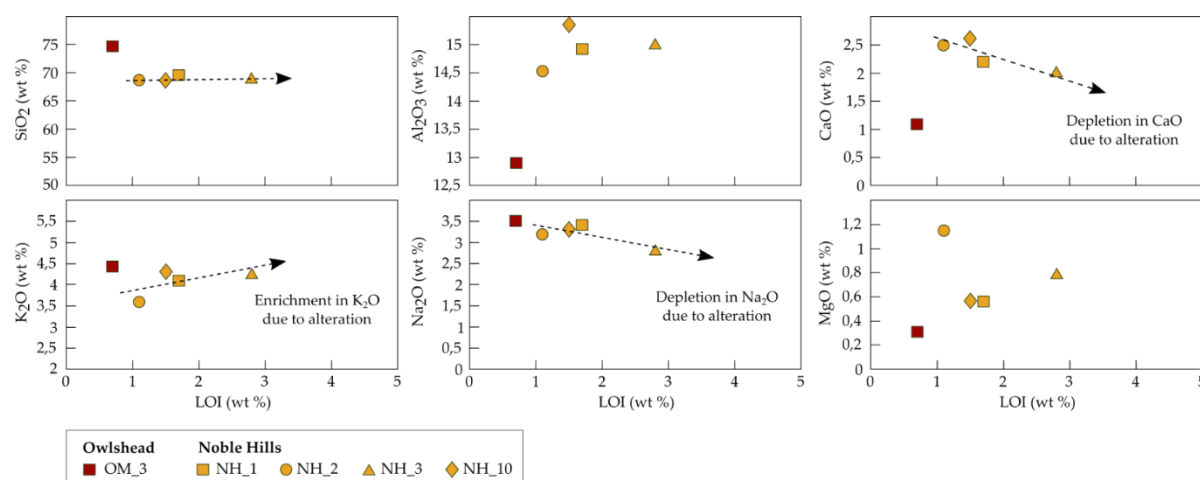 SiO₂ (wt %)
75
70
65
60
55
50
Al₂O₃ (wt %)
15
14,5
14
13,5
13
12,5
CaO (wt %)
2,5
2
1,5
1
0,5
0
Depletion in CaO
due to alteration
K₂O (wt %)
5,5
5
4,5
4
3,5
3
2,5
2
0 1 2 3 4 5
LOI (wt %)
Enrichment in K₂O
due to alteration
Na₂O (wt %)
3,5
3
2,5
2
1,5
1
0,5
0
0 1 2 3 4 5
LOI (wt %)
Depletion in Na₂O
due to alteration
MgO (wt %)
1,2
1
0,8
0,6
0,4
0,2
0
0 1 2 3 4 5
LOI (wt %)
Owlshead Noble Hills
OM_3 NH_1 NH_2 NH_3 NH_10